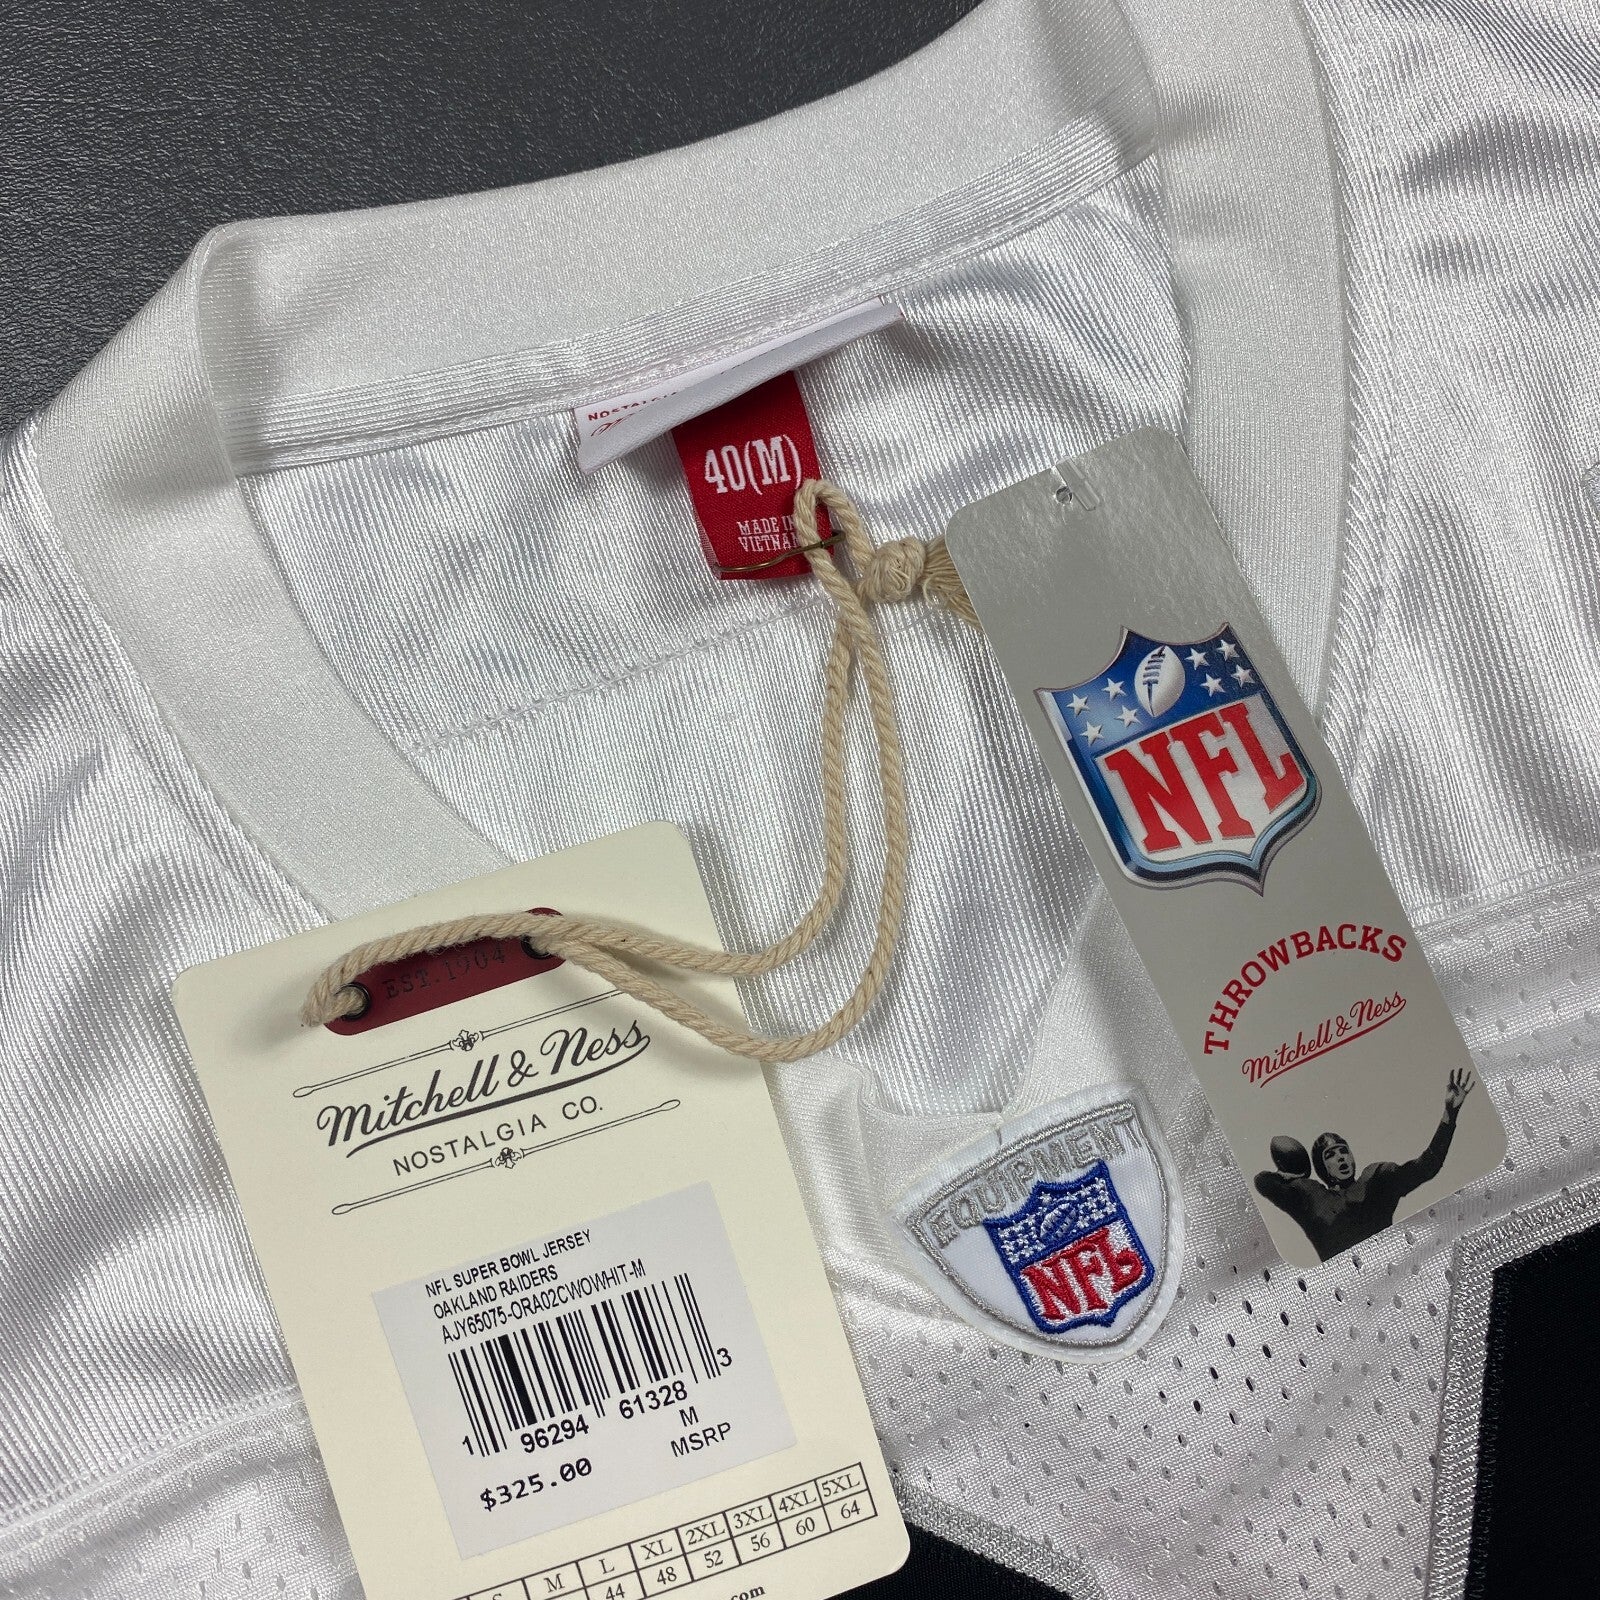 NOSTALGIA
40(M)
MADE IN
VIETNAM
NFL
THROWBACKS
Mitchell & Ness
EST. 1904
Mitchell & Ness
NOSTALGIA CO.
EQUIPMENT
NFL
NFL SUPER BOWL JERSEY
OAKLAND RAIDERS
AJY65075-ORA02CWOWHIT-M
1 96294 61328 3
M
$325.00 MSRP
S M L XL 2XL 3XL 4XL 5XL
44 48 52 56 60 64
.com